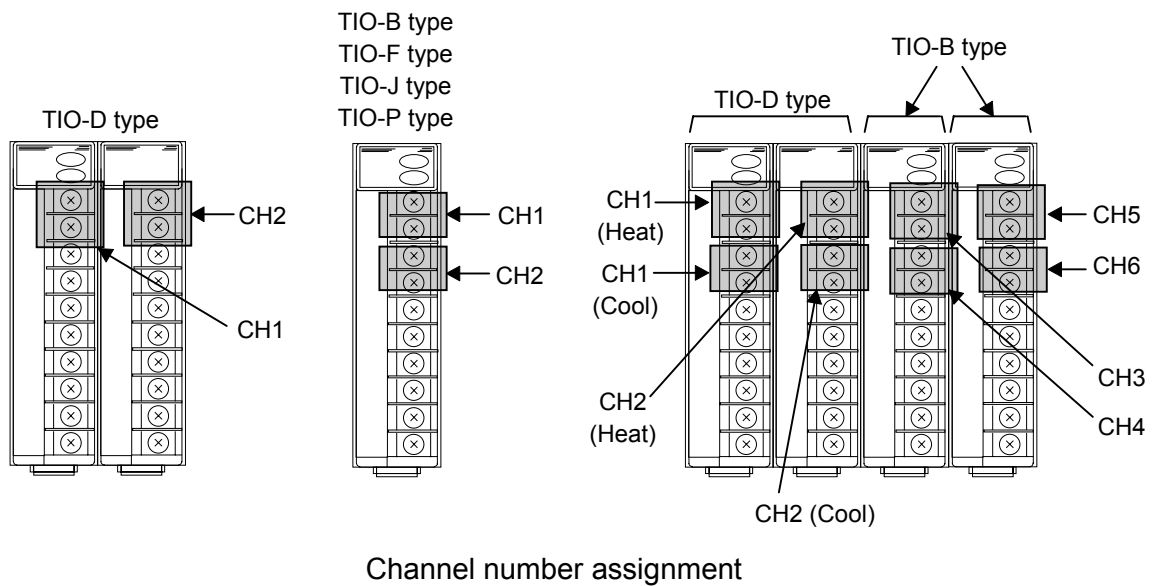 TIO-D type
CH2
CH1
TIO-B type
TIO-F type
TIO-J type
TIO-P type
CH1
CH2
TIO-B type
TIO-D type
CH1
(Heat)
CH1
(Cool)
CH2
(Heat)
CH2 (Cool)
CH5
CH6
CH3
CH4
Channel number assignment